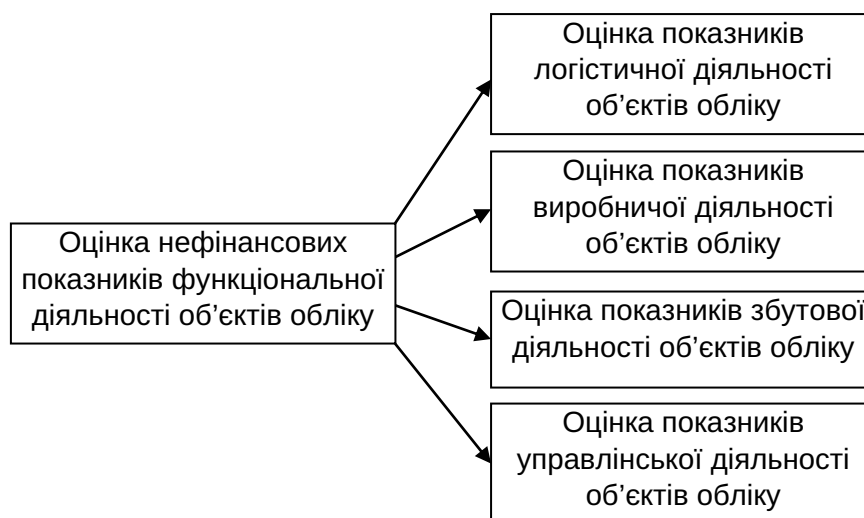 Оцінка показників
логістичної діяльності
об’єктів обліку
Оцінка показників
виробничої діяльності
об’єктів обліку
Оцінка нефінансових
показників функціональної
діяльності об’єктів обліку
Оцінка показників збутової
діяльності об’єктів обліку
Оцінка показників
управлінської діяльності
об’єктів обліку